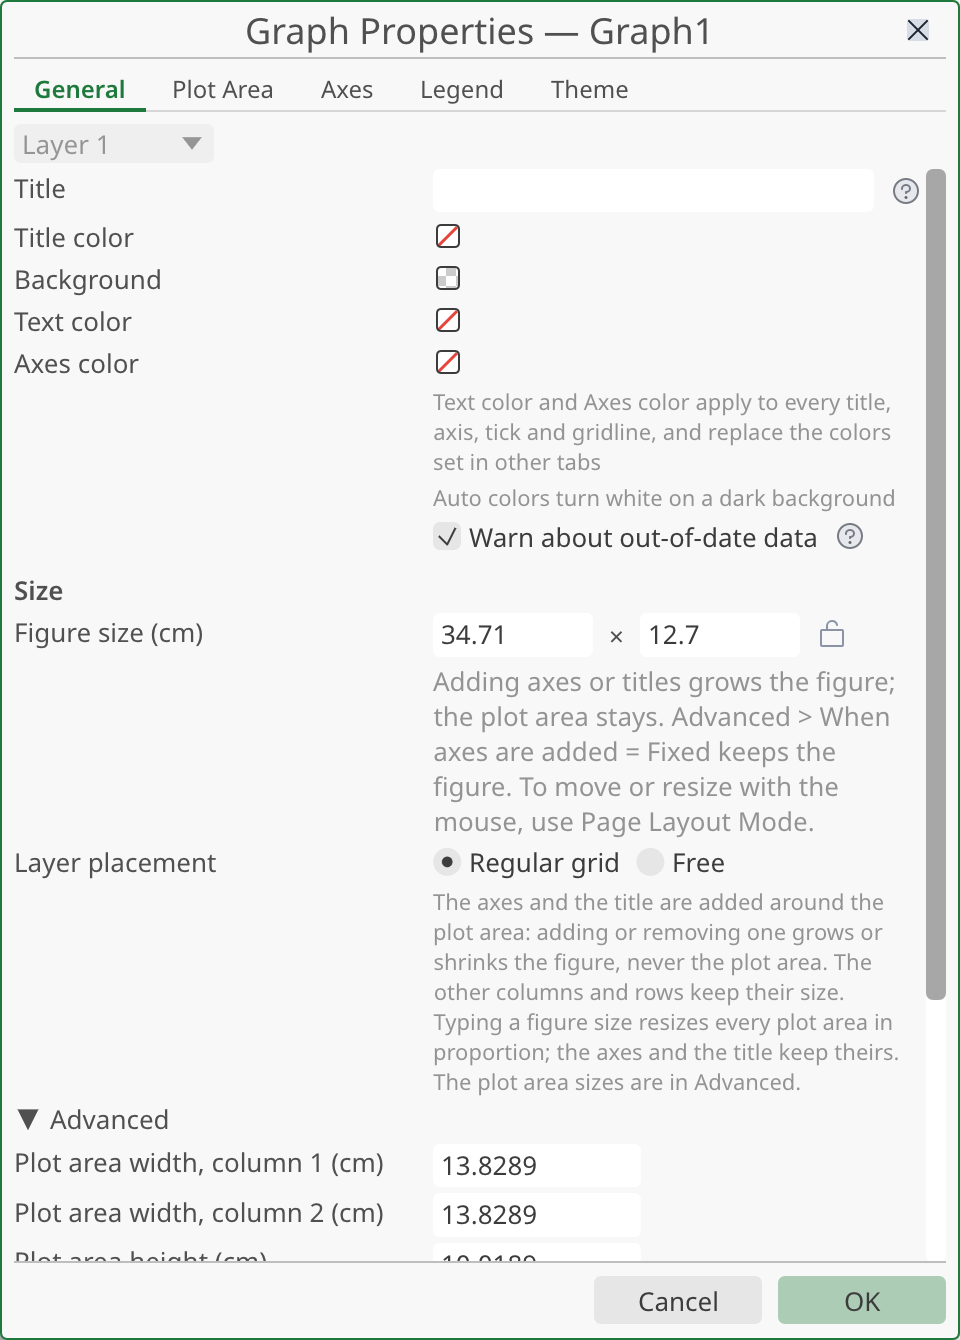 Graph Properties — Graph1
General Plot Area Axes Legend Theme
Layer 1
Title
Title color
Background
Text color
Axes color
Text color and Axes color apply to every title,
axis, tick and gridline, and replace the colors
set in other tabs
Auto colors turn white on a dark background
Warn about out-of-date data
Size
Figure size (cm) 34.71 × 12.7
Adding axes or titles grows the figure;
the plot area stays. Advanced > When
axes are added = Fixed keeps the
figure. To move or resize with the
mouse, use Page Layout Mode.
Layer placement Regular grid Free
The axes and the title are added around the
plot area: adding or removing one grows or
shrinks the figure, never the plot area. The
other columns and rows keep their size.
Typing a figure size resizes every plot area in
proportion; the axes and the title keep theirs.
The plot area sizes are in Advanced.
Advanced
Plot area width, column 1 (cm) 13.8289
Plot area width, column 2 (cm) 13.8289
Plot area height (cm)
Cancel OK